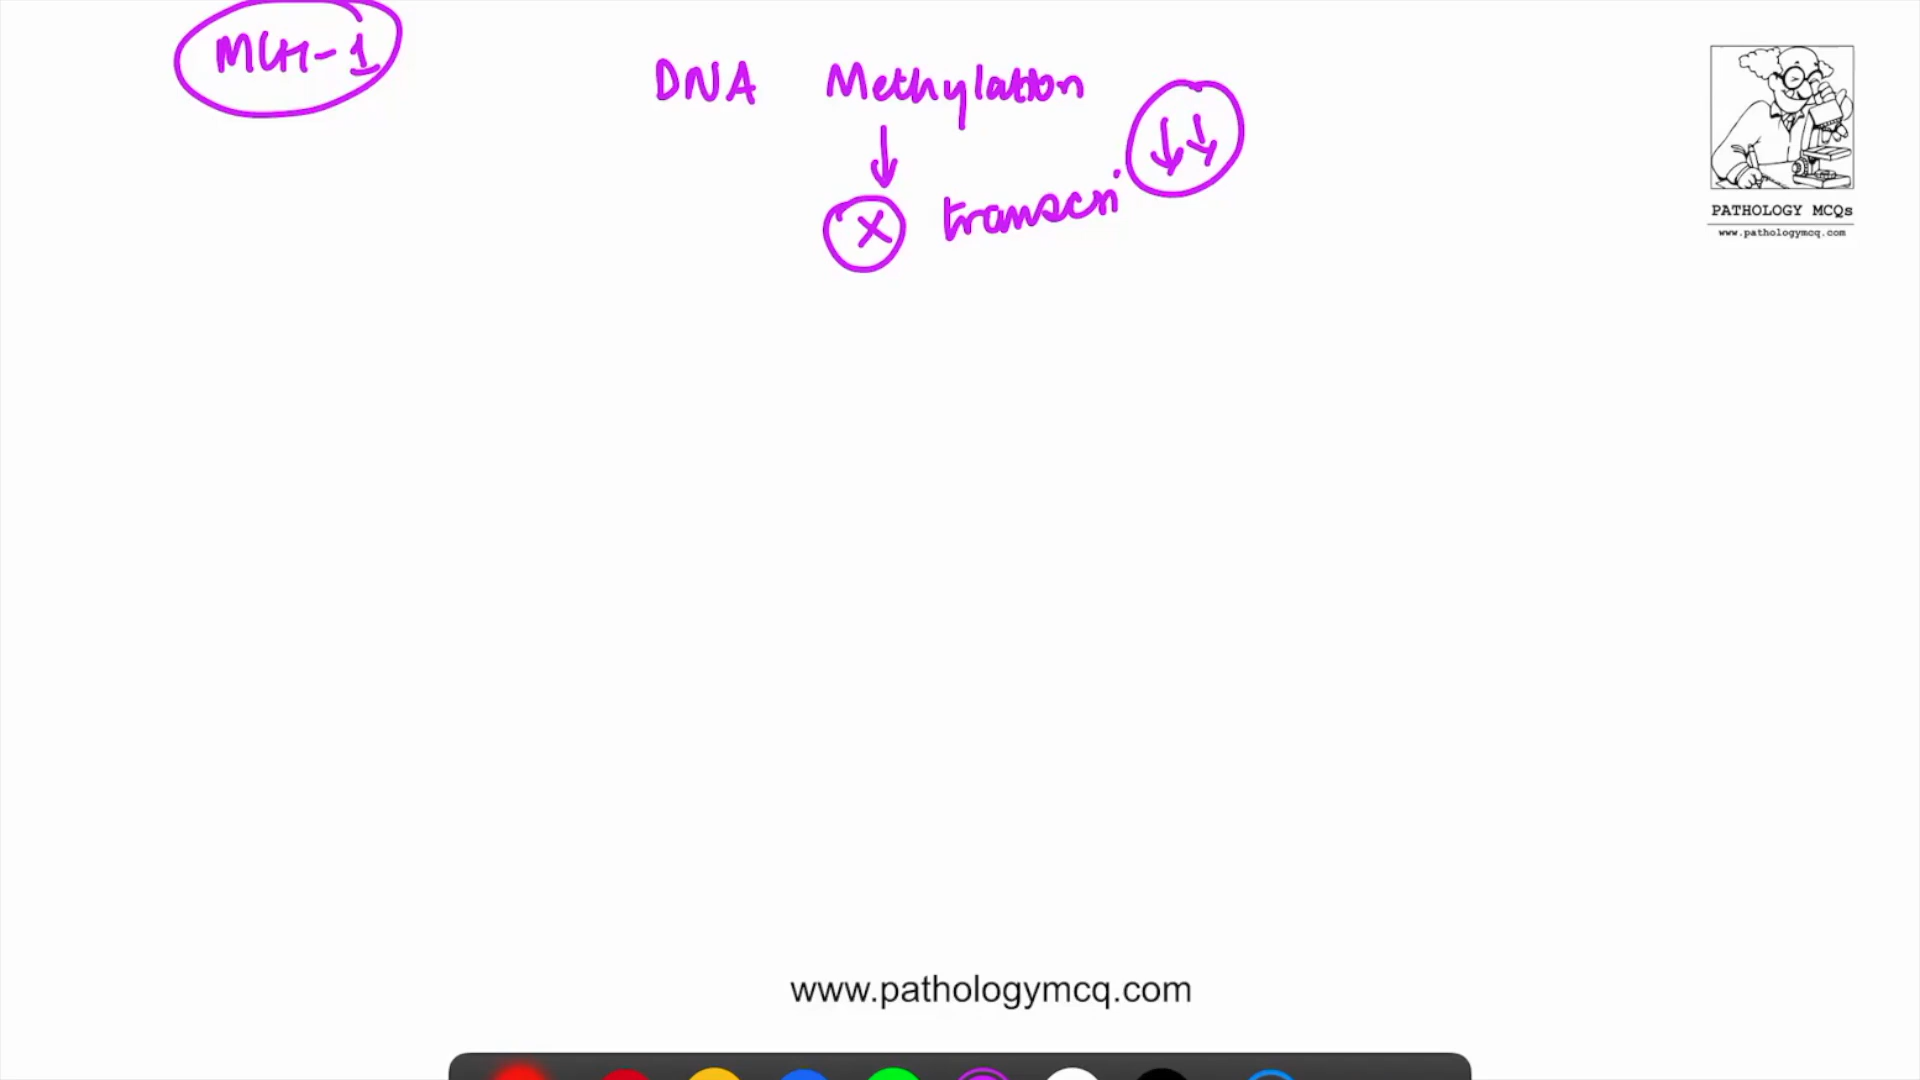 MLH-1
DNA Methylation
↓
X transcri ↓↓
PATHOLOGY MCQs
www.pathologymcq.com
www.pathologymcq.com